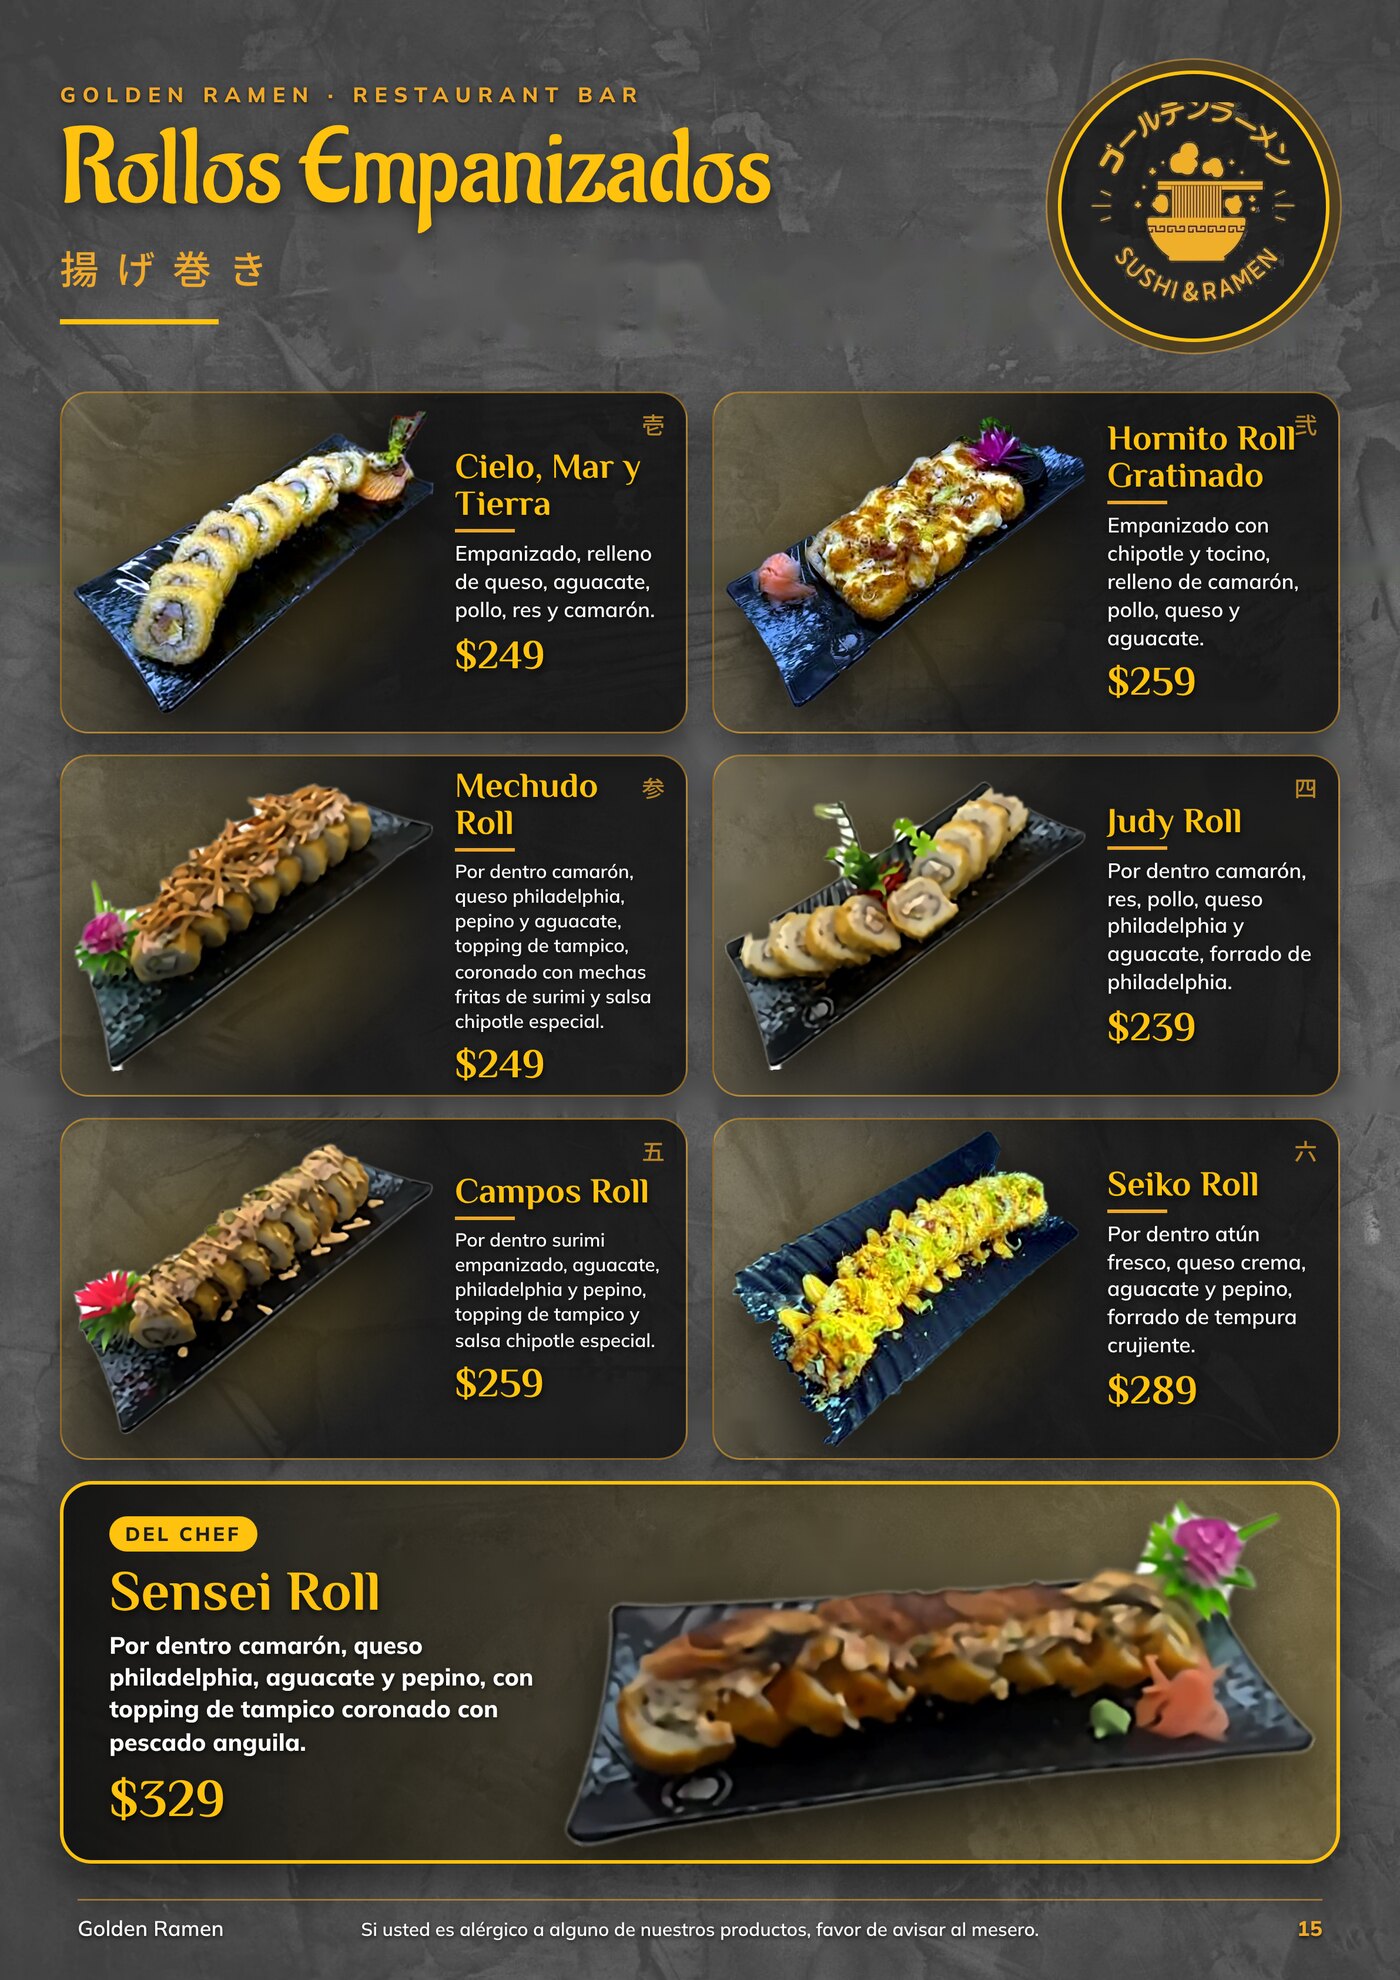 GOLDEN RAMEN · RESTAURANT BAR
Rollos Empanizados
揚げ巻き
ゴールデンラーメン
SUSHI & RAMEN
壱
Cielo, Mar y
Tierra
Empanizado, relleno
de queso, aguacate,
pollo, res y camarón.
$249
弐
Hornito Roll
Gratinado
Empanizado con
chipotle y tocino,
relleno de camarón,
pollo, queso y
aguacate.
$259
参
Mechudo
Roll
Por dentro camarón,
queso philadelphia,
pepino y aguacate,
topping de tampico,
coronado con mechas
fritas de surimi y salsa
chipotle especial.
$249
四
Judy Roll
Por dentro camarón,
res, pollo, queso
philadelphia y
aguacate, forrado de
philadelphia.
$239
五
Campos Roll
Por dentro surimi
empanizado, aguacate,
philadelphia y pepino,
topping de tampico y
salsa chipotle especial.
$259
六
Seiko Roll
Por dentro atún
fresco, queso crema,
aguacate y pepino,
forrado de tempura
crujiente.
$289
DEL CHEF
Sensei Roll
Por dentro camarón, queso
philadelphia, aguacate y pepino, con
topping de tampico coronado con
pescado anguila.
$329
Golden Ramen
Si usted es alérgico a alguno de nuestros productos, favor de avisar al mesero.
15